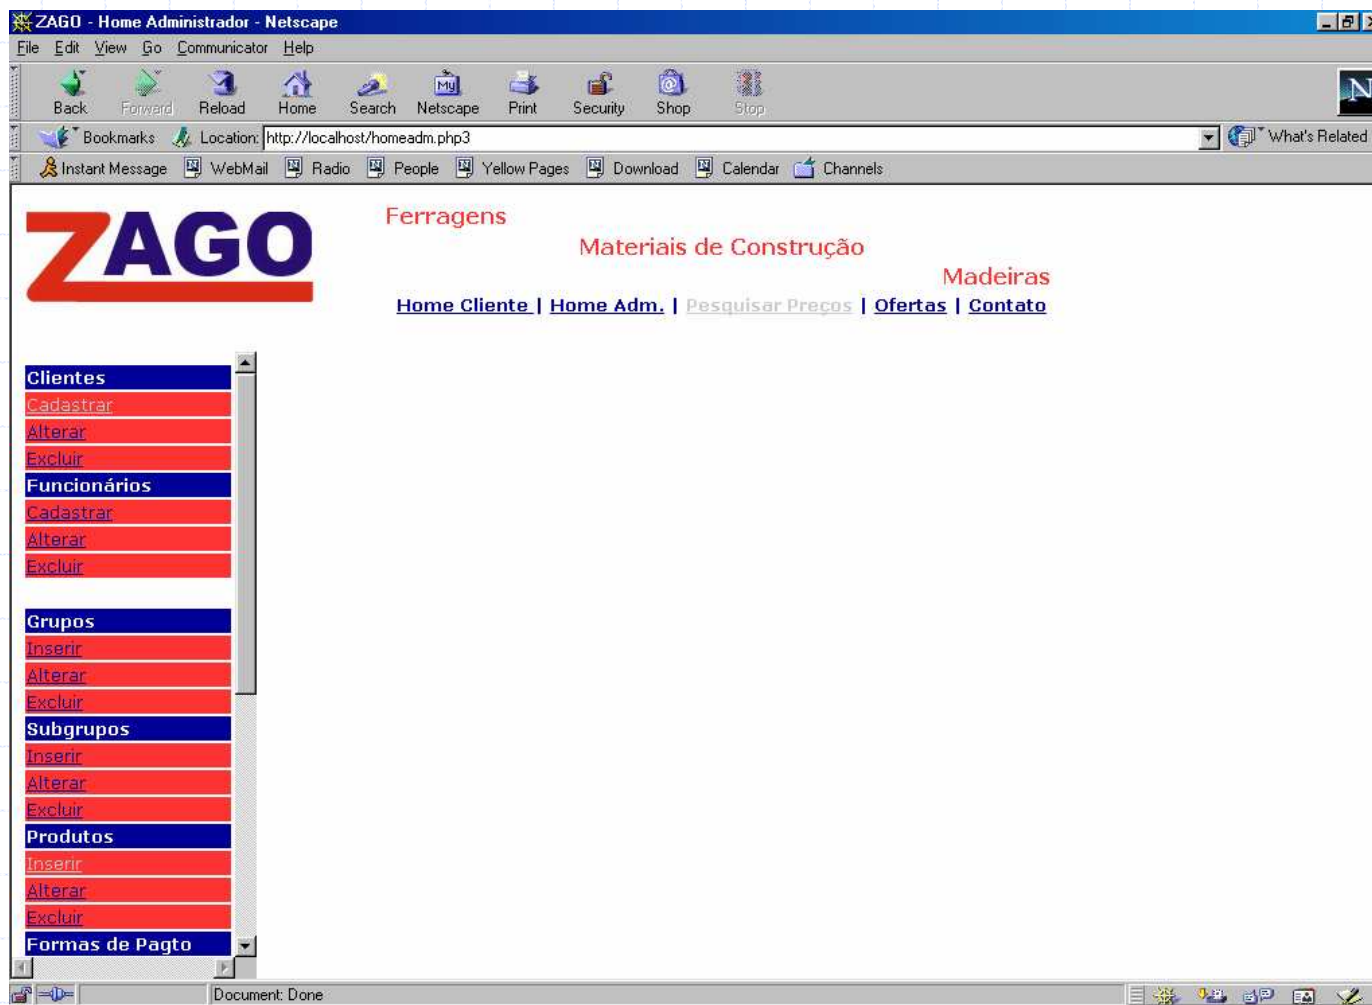 ZAGO - Home Administrador - Netscape
File Edit View Go Communicator Help
My
Back Forward Reload Home Search Netscape Print Security Shop Stop
N
Bookmarks Location: http://localhost/homeadm.php3 What's Related
Instant Message WebMail Radio People Yellow Pages Download Calendar Channels
ZAGO
Ferragens
Materiais de Construção
Madeiras
Home Cliente | Home Adm. | Pesquisar Preços | Ofertas | Contato
Clientes
Cadastrar
Alterar
Excluir
Funcionários
Cadastrar
Alterar
Excluir
Grupos
Inserir
Alterar
Excluir
Subgrupos
Inserir
Alterar
Excluir
Produtos
Inserir
Alterar
Excluir
Formas de Pagto
Document: Done